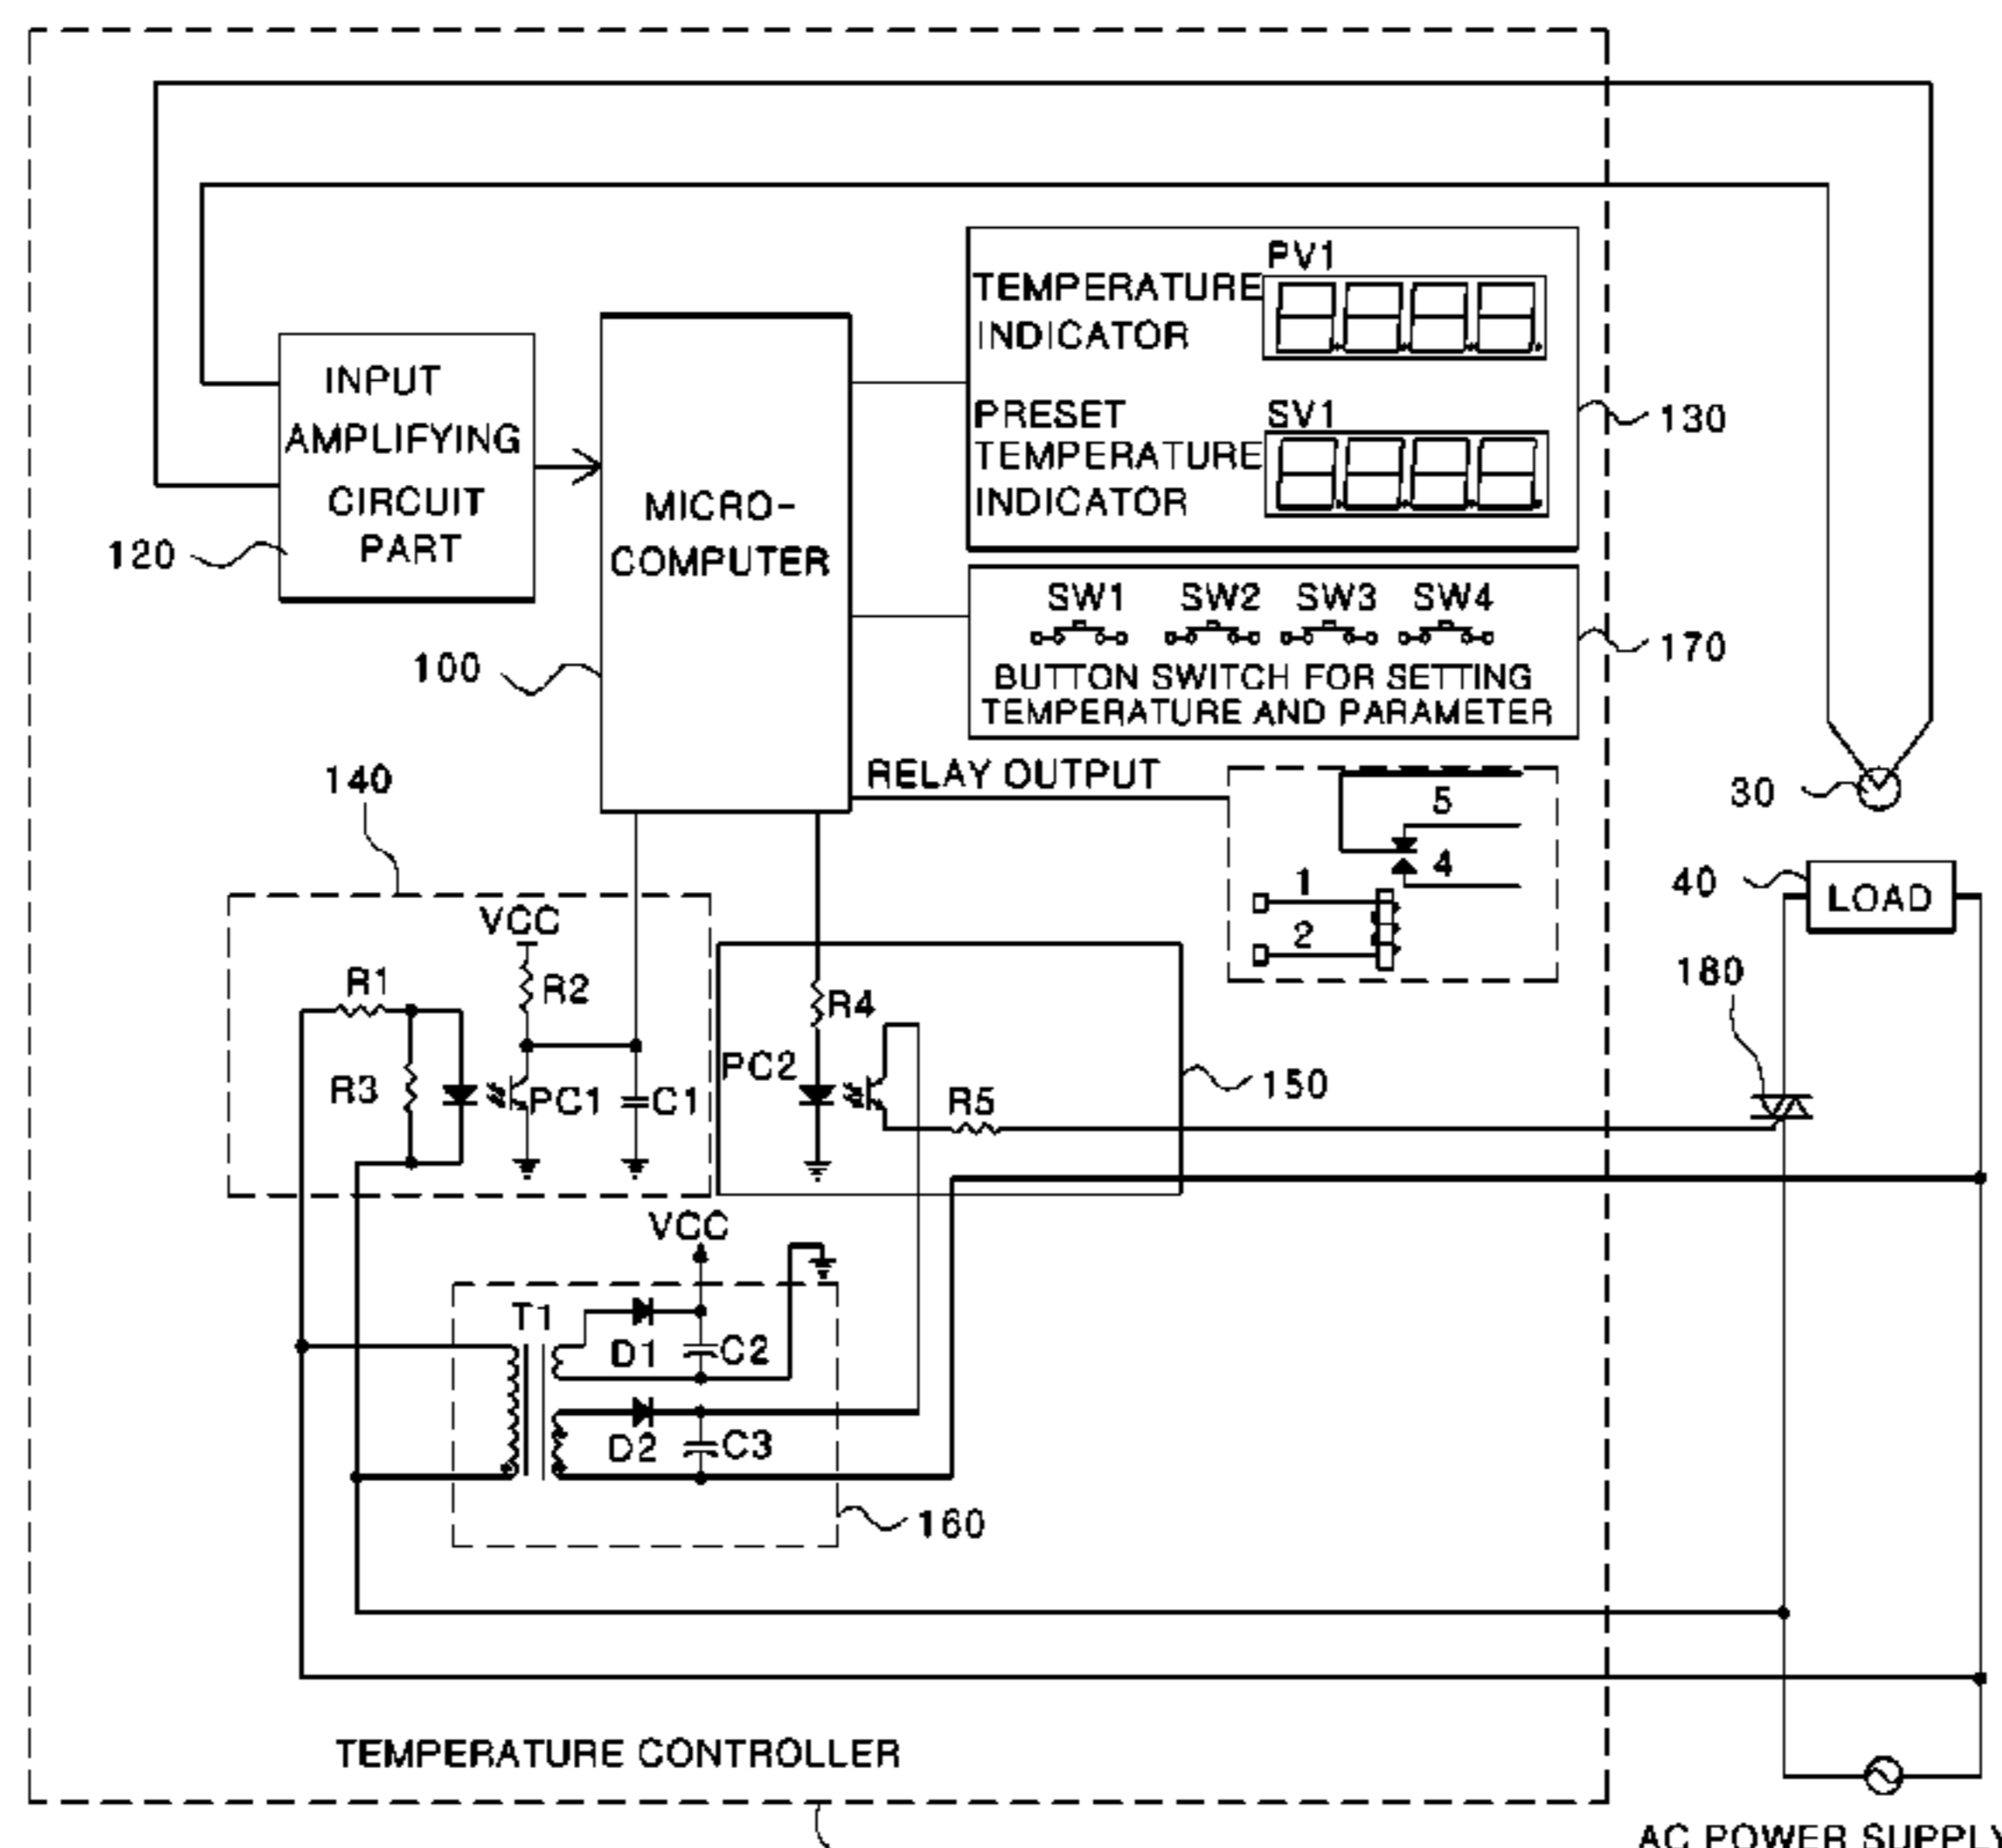 PV1
TEMPERATURE
INDICATOR
PRESET
TEMPERATURE
INDICATOR
SV1
130
INPUT
AMPLIFYING
CIRCUIT
PART
120
MICRO-
COMPUTER
100
SW1 SW2 SW3 SW4
BUTTON SWITCH FOR SETTING
TEMPERATURE AND PARAMETER
170
RELAY OUTPUT
5
4
1
2
30
40
LOAD
180
140
VCC
R1
R2
R3
PC1
C1
R4
PC2
R5
150
VCC
T1
D1
C2
D2
C3
160
TEMPERATURE CONTROLLER
AC POWER SUPPLY